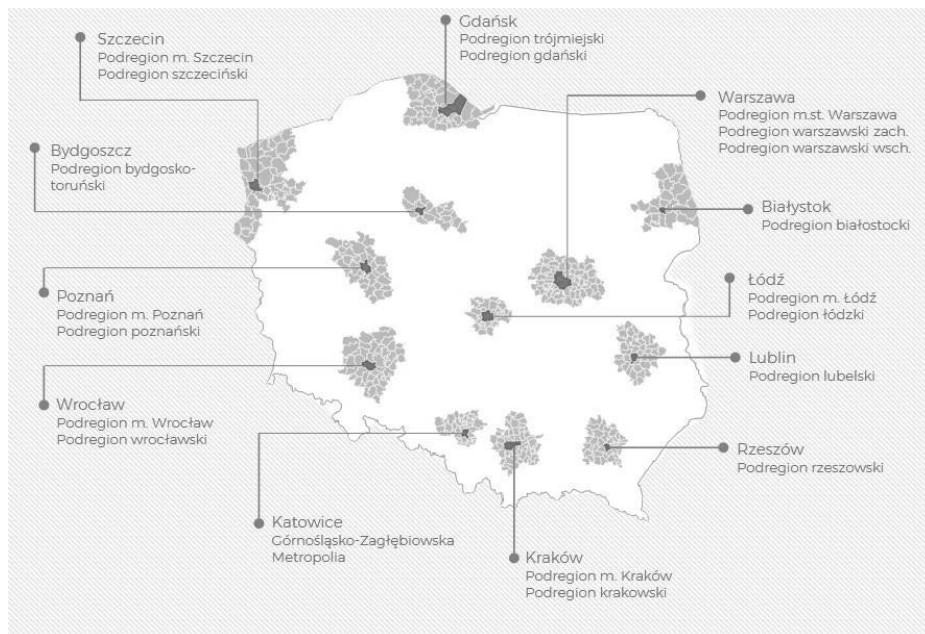 Gdańsk
Podregion trójmiejski
Podregion gdański
Szczecin
Podregion m. Szczecin
Podregion szczeciński
Warszawa
Podregion m.st. Warszawa
Podregion warszawski zach.
Podregion warszawski wsch.
Bydgoszcz
Podregion bydgosko-
toruński
Białystok
Podregion białostocki
Poznań
Podregion m. Poznań
Podregion poznański
Łódź
Podregion m. Łódź
Podregion łódzki
Lublin
Podregion lubelski
Wrocław
Podregion m. Wrocław
Podregion wrocławski
Rzeszów
Podregion rzeszowski
Katowice
Górnośląsko-Zagłębiowska
Metropolia
Kraków
Podregion m. Kraków
Podregion krakowski